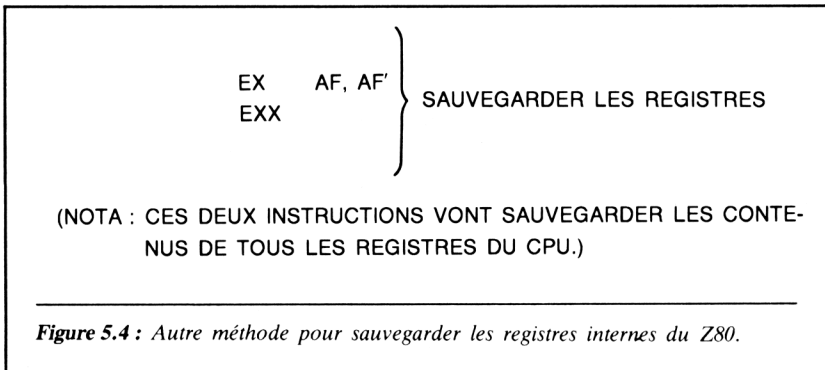 EX AF, AF'
EXX
SAUVEGARDER LES REGISTRES
(NOTA : CES DEUX INSTRUCTIONS VONT SAUVEGARDER LES CONTE-
NUS DE TOUS LES REGISTRES DU CPU.)
Figure 5.4 : Autre méthode pour sauvegarder les registres internes du Z80.